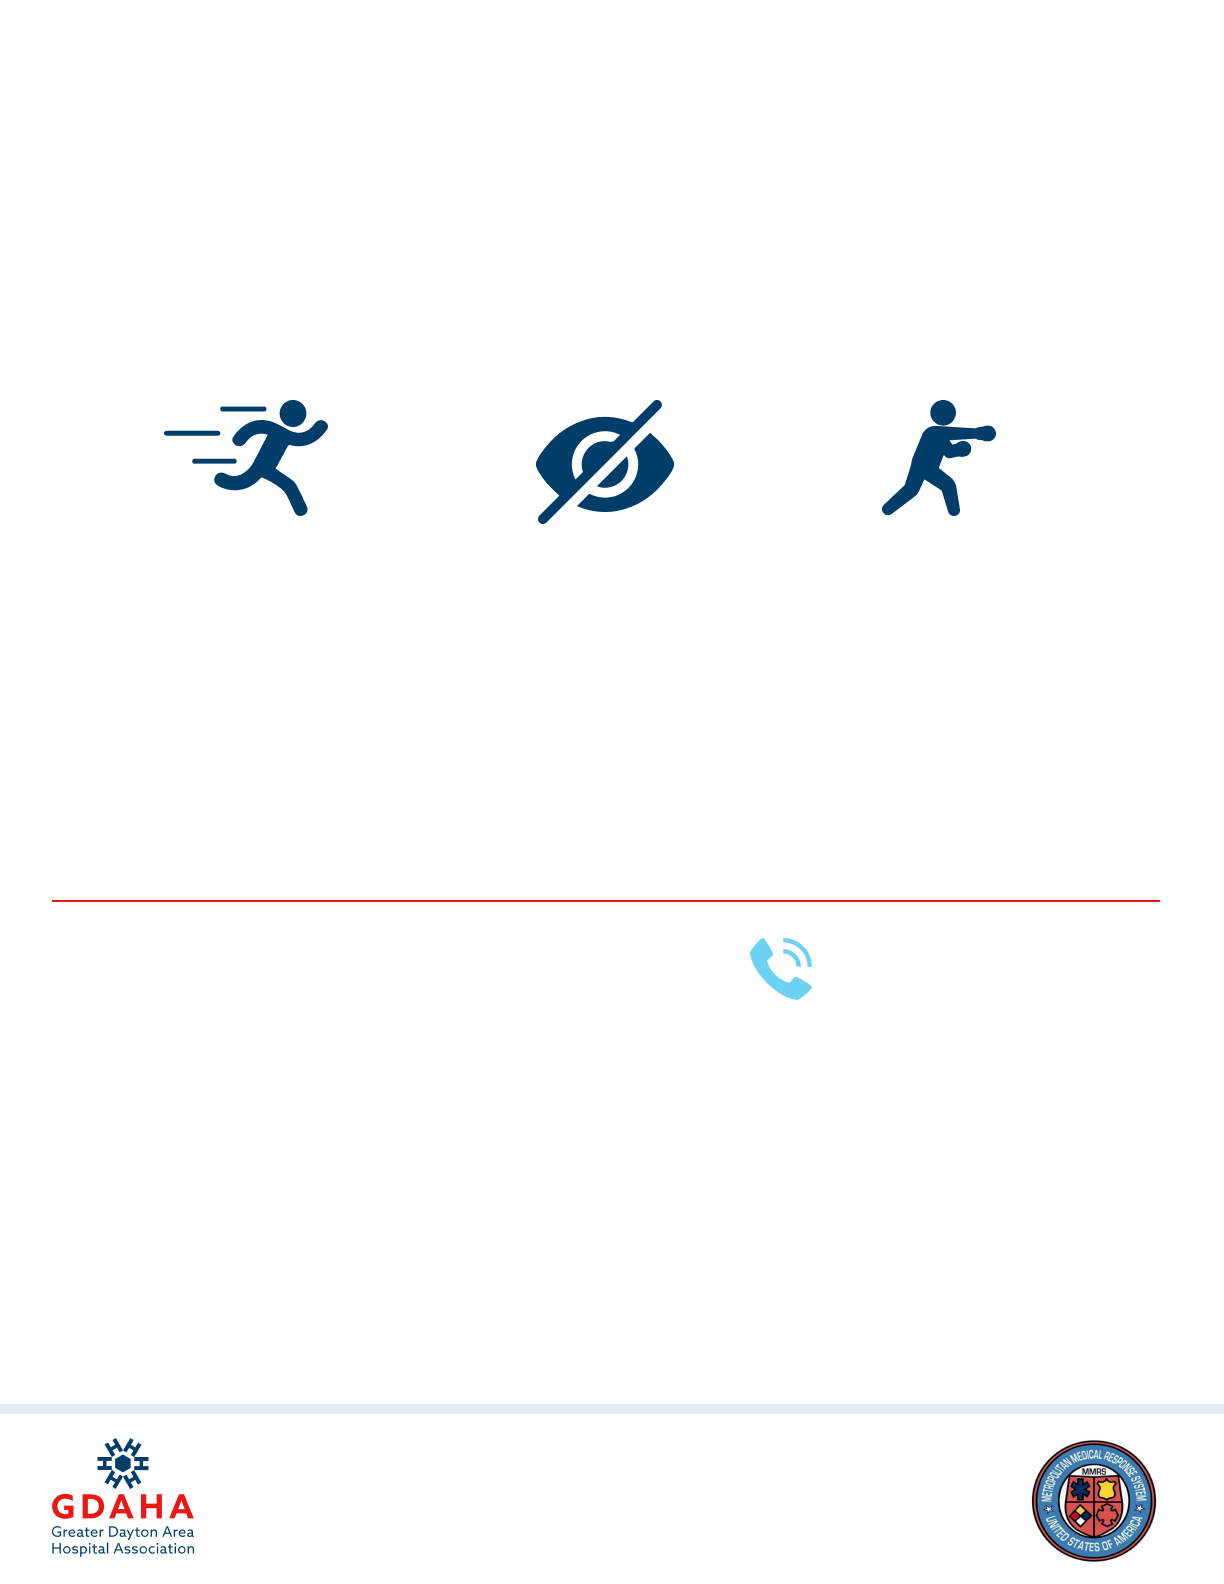 GDAHA
Greater Dayton Area
Hospital Association
METROPOLITAN MEDICAL RESPONSE SYSTEM
MMRS
UNITED STATES OF AMERICA